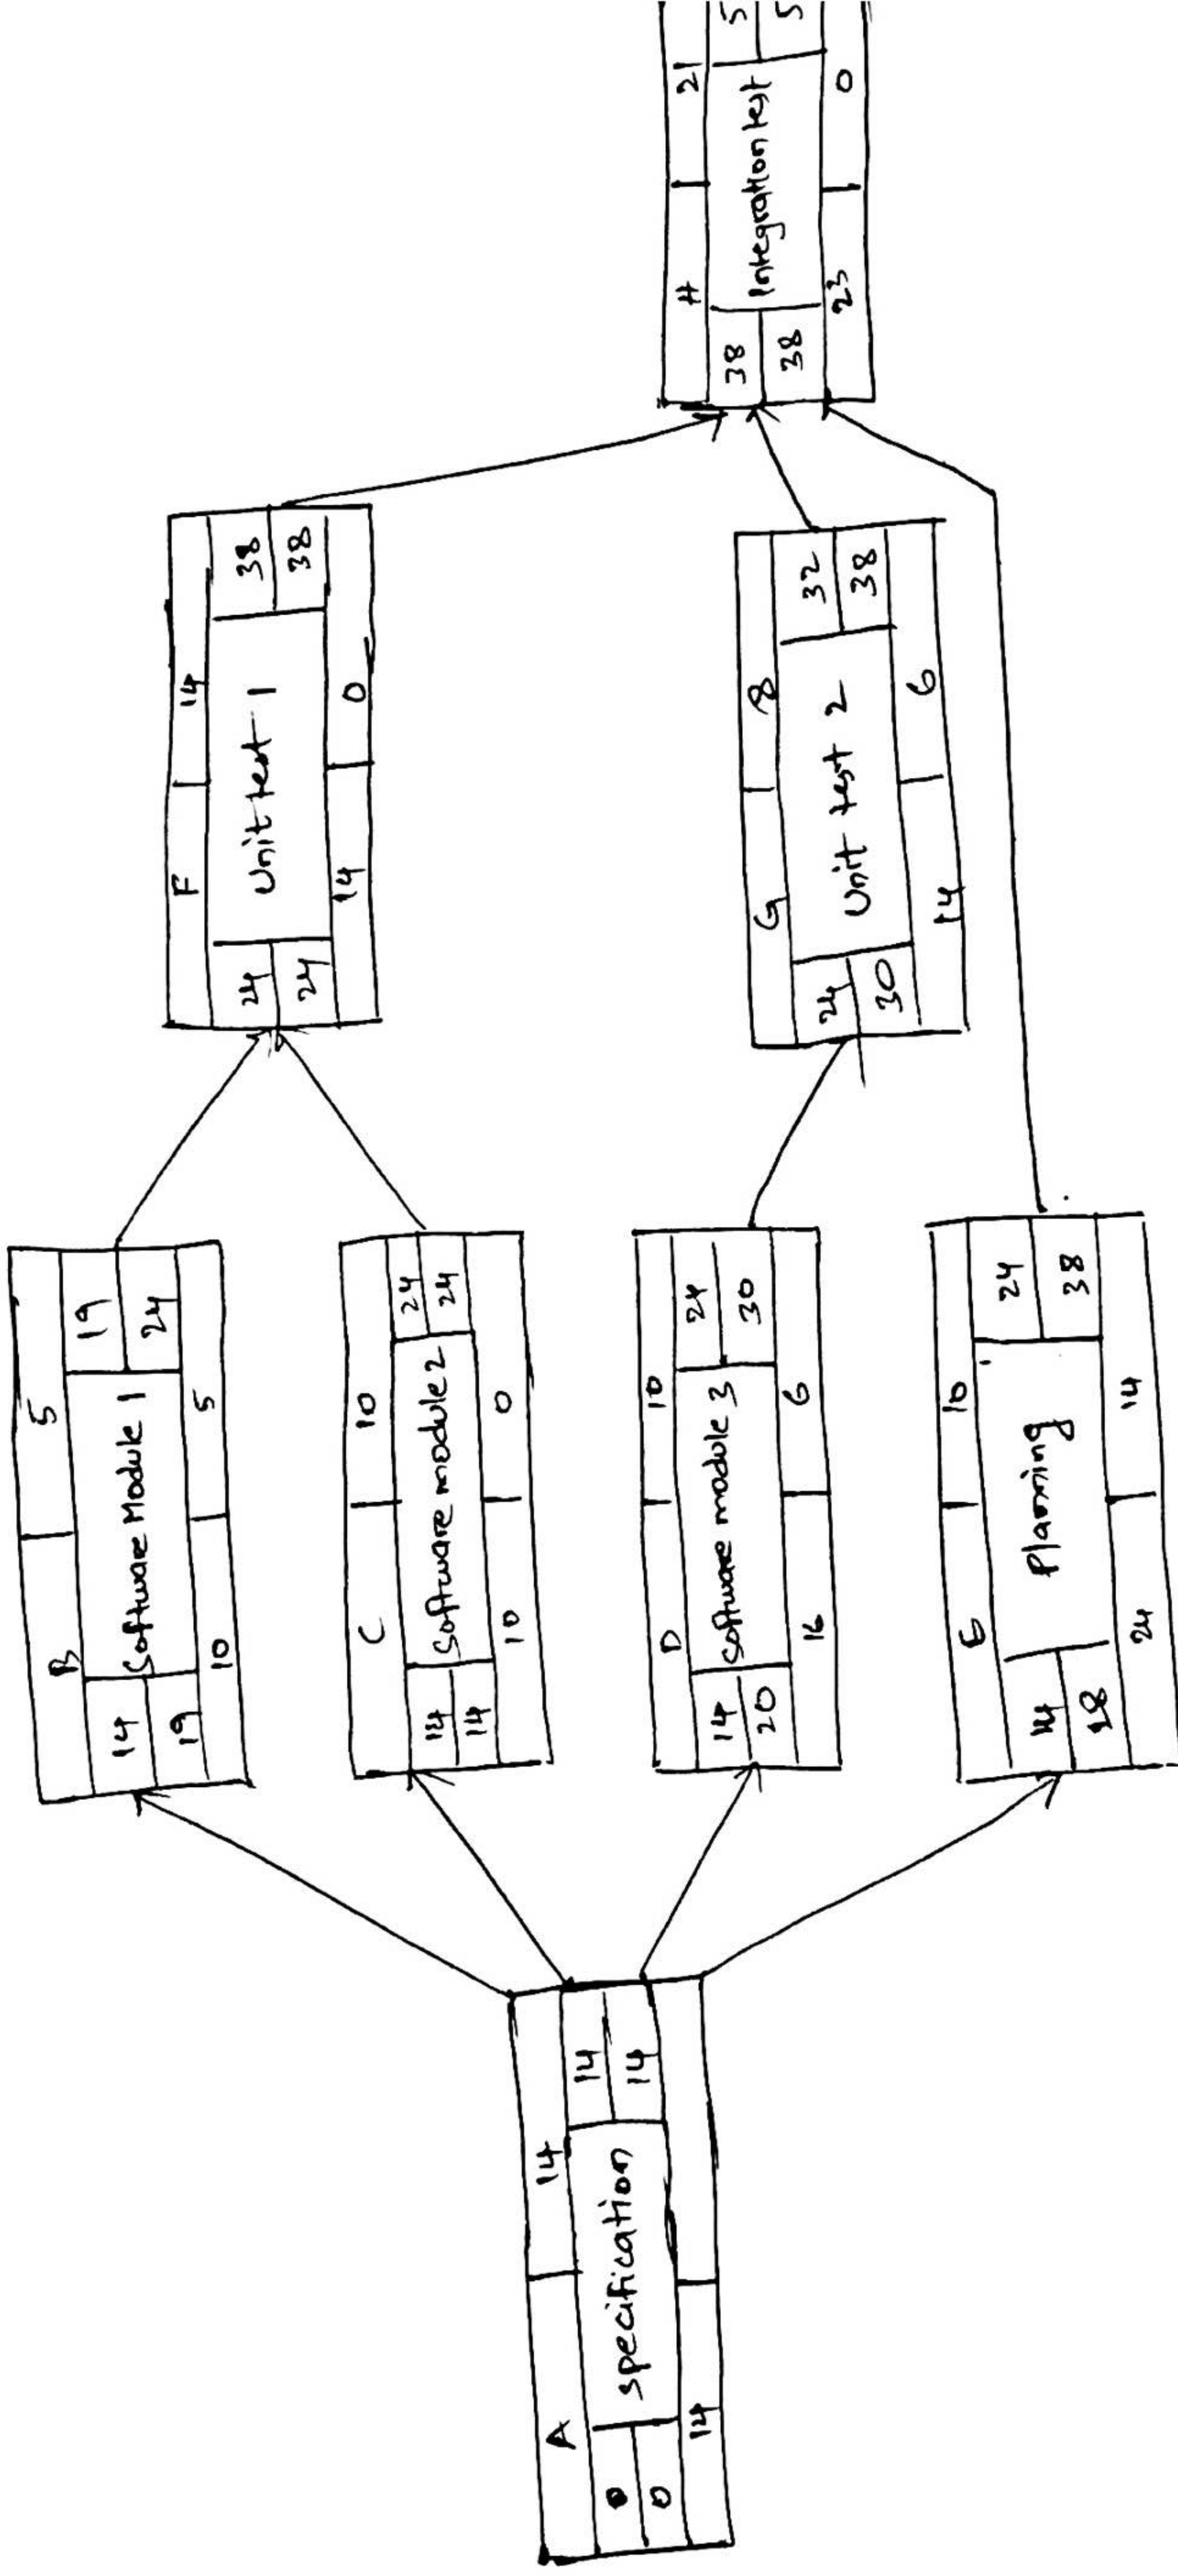 A 14
0 specification 14
0 14
14
B 5
14 Software Module 1 19
19 24
10 5
C 10
14 Software module 2 24
14 24
10 0
D 10
14 software module 3 24
20 30
16 6
E 10
14 Planning 24
28 38
24 14
F 14
24 Unit test 1 38
24 38
14 0
G 8
24 Unit test 2 32
30 38
14 6
H 21
38 Integration test 5
38 5
23 0